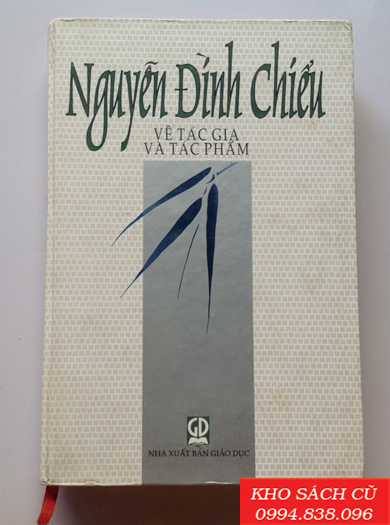 Nguyễn Đình Chiểu
VỀ TÁC GIA
VÀ TÁC PHẨM
GD
NHÀ XUẤT BẢN GIÁO DỤC
KHO SÁCH CŨ
0994.838.096